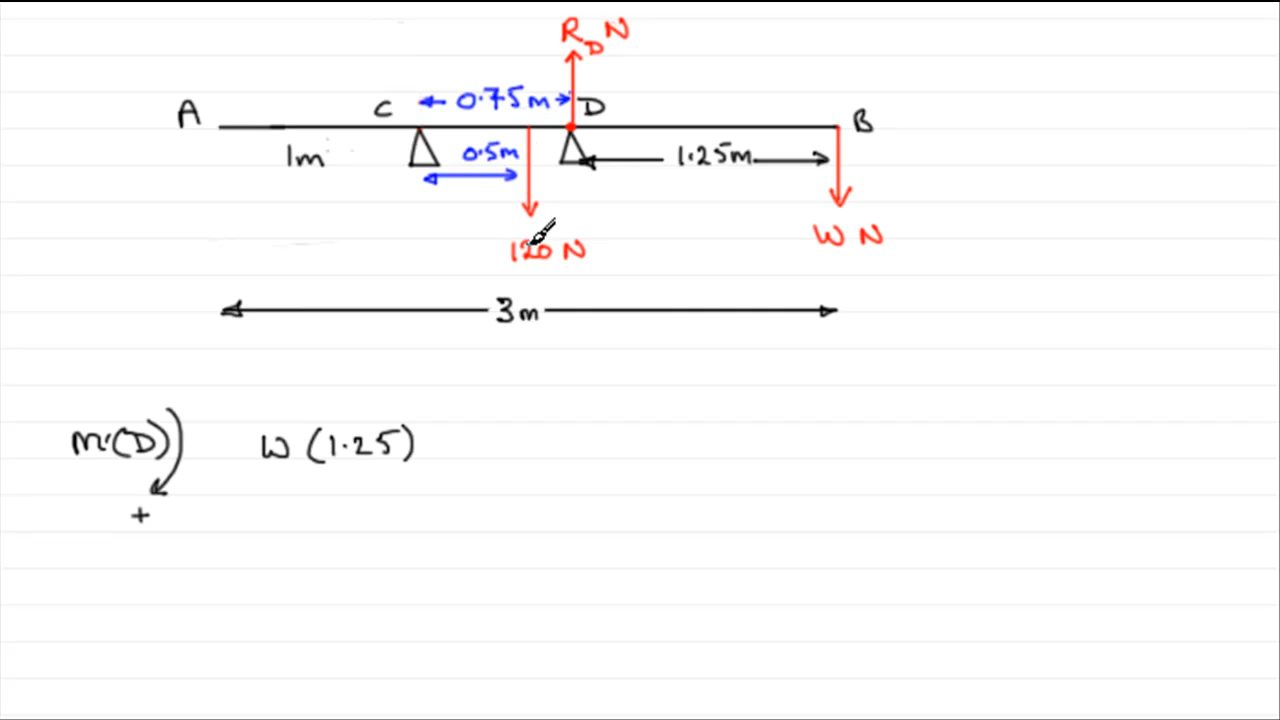 R_D N
A C 0.75m D B
1m 0.5m 1.25m
120 N W N
3m
M(D) W (1.25)
+